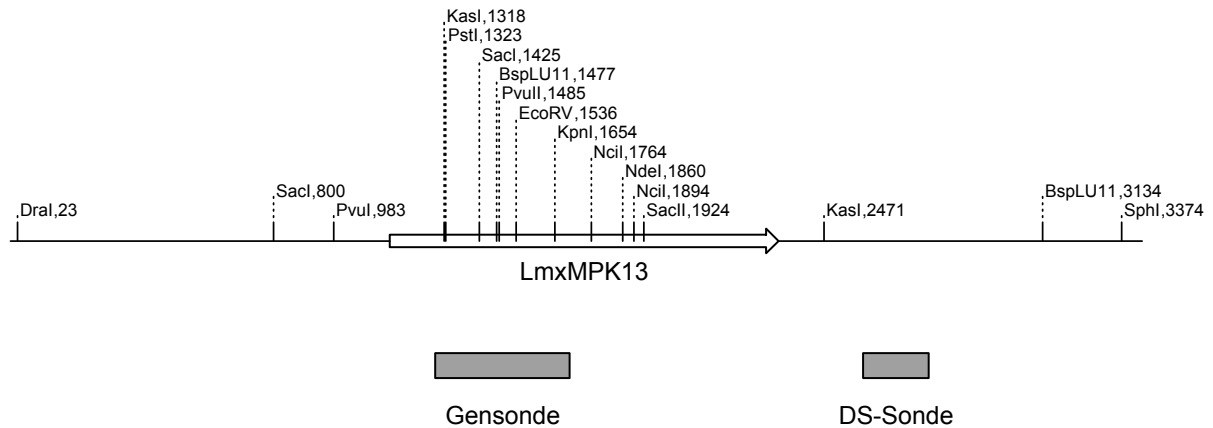 KasI,1318
PstI,1323
SacI,1425
BspLU11,1477
PvuII,1485
EcoRV,1536
KpnI,1654
NciI,1764
NdeI,1860
NciI,1894
SacII,1924
DraI,23
SacI,800
PvuI,983
KasI,2471
BspLU11,3134
SphI,3374
LmxMPK13
Gensonde
DS-Sonde